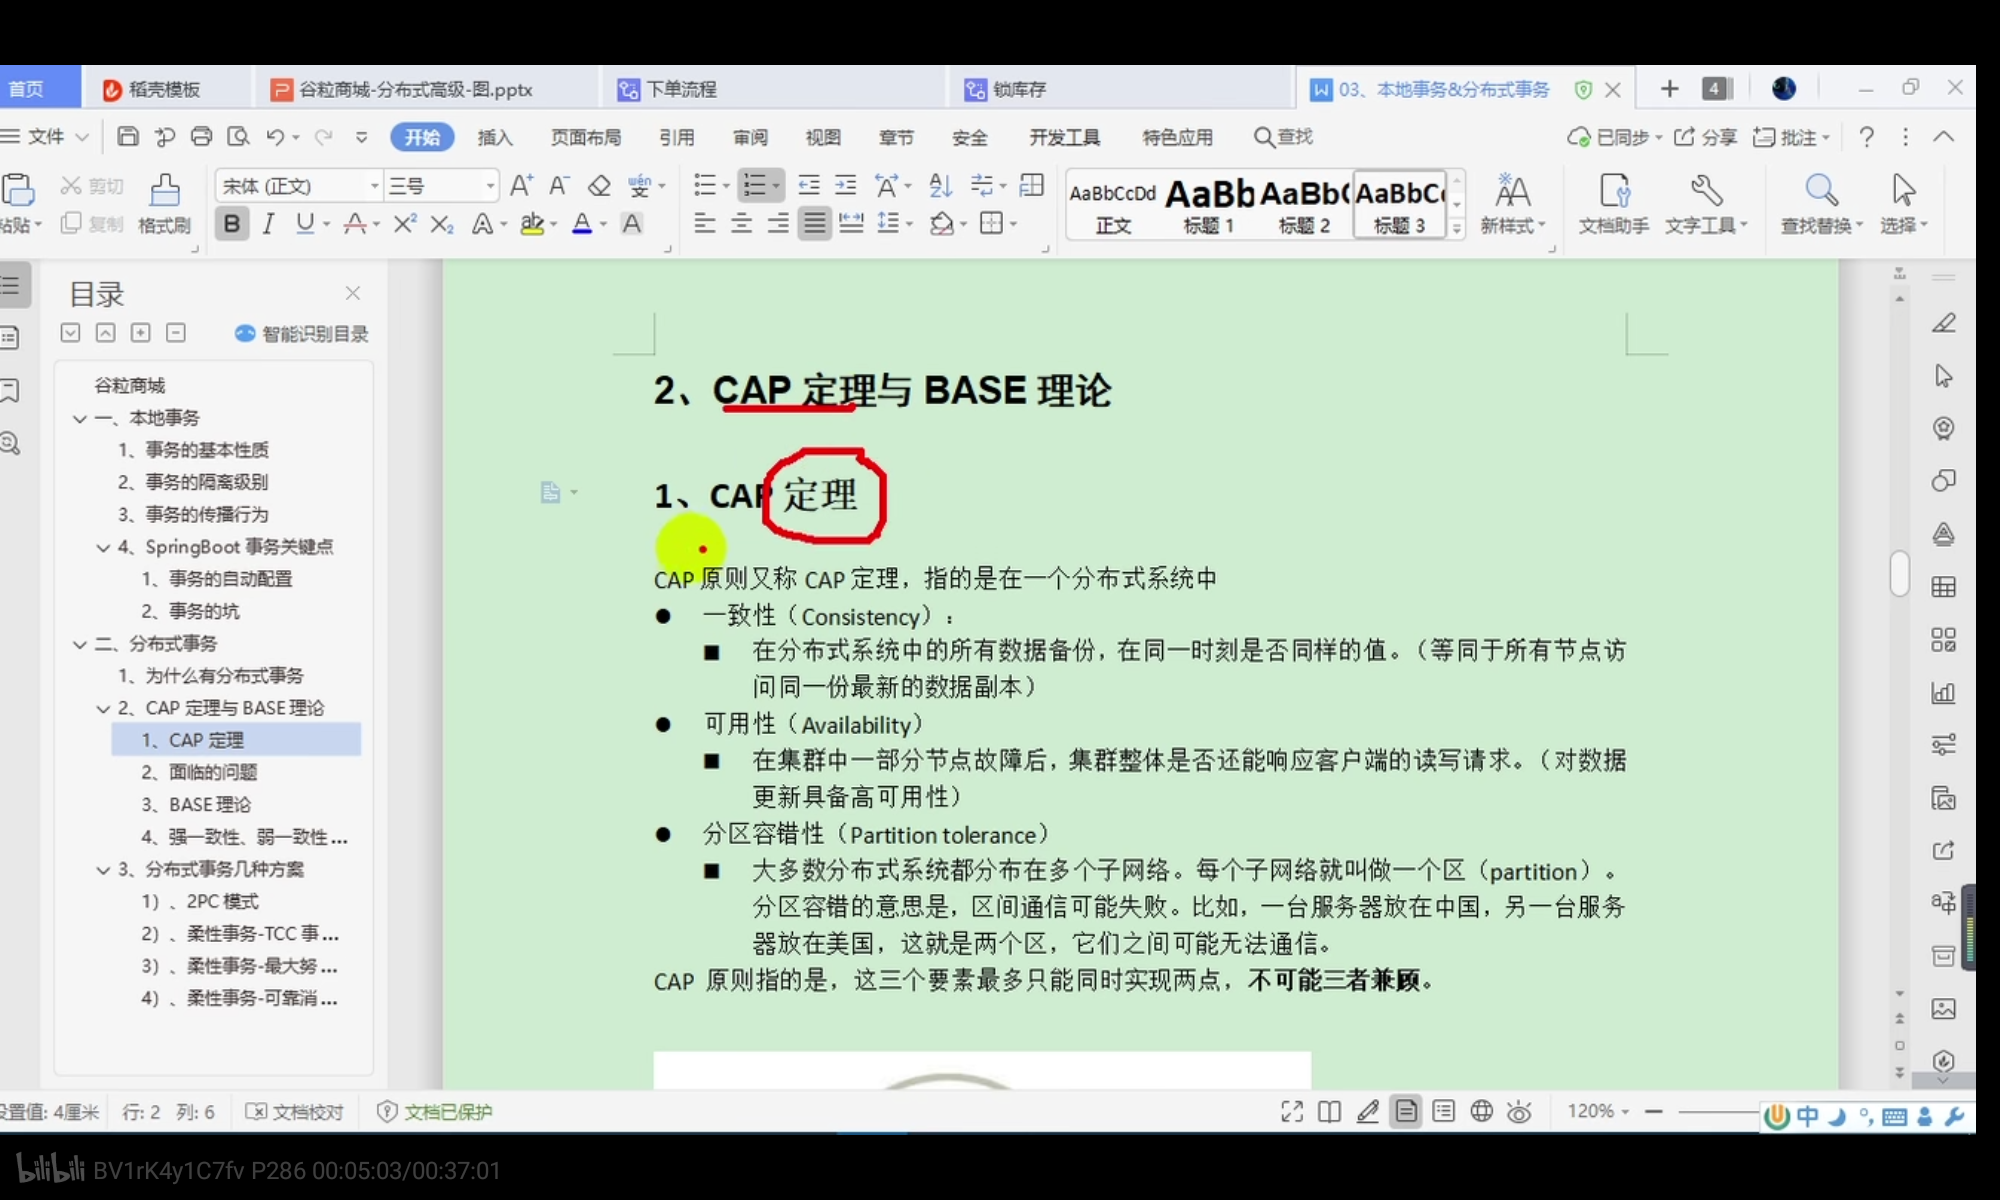 首页
稻壳模板
谷粒商城-分布式高级-图.pptx
下单流程
锁库存
03、本地事务&分布式事务
4
文件
开始
插入
页面布局
引用
审阅
视图
章节
安全
开发工具
特色应用
查找
已同步
分享
批注
粘贴
剪切
复制
格式刷
宋体 (正文)
三号
AaBbCcDd
正文
AaBb
标题 1
AaBb(
标题 2
AaBbC
标题 3
新样式
文档助手
文字工具
查找替换
选择
目录
智能识别目录
谷粒商城
一、本地事务
1、事务的基本性质
2、事务的隔离级别
3、事务的传播行为
4、SpringBoot 事务关键点
1、事务的自动配置
2、事务的坑
二、分布式事务
1、为什么有分布式事务
2、CAP 定理与 BASE 理论
1、CAP 定理
2、面临的问题
3、BASE 理论
4、强一致性、弱一致性...
3、分布式事务几种方案
1）、2PC 模式
2）、柔性事务-TCC 事...
3）、柔性事务-最大努...
4）、柔性事务-可靠消...
2、CAP 定理与 BASE 理论
1、CAP 定理
CAP 原则又称 CAP 定理，指的是在一个分布式系统中
● 一致性（Consistency）：
■ 在分布式系统中的所有数据备份，在同一时刻是否同样的值。（等同于所有节点访
问同一份最新的数据副本）
● 可用性（Availability）
■ 在集群中一部分节点故障后，集群整体是否还能响应客户端的读写请求。（对数据
更新具备高可用性）
● 分区容错性（Partition tolerance）
■ 大多数分布式系统都分布在多个子网络。每个子网络就叫做一个区（partition）。
分区容错的意思是，区间通信可能失败。比如，一台服务器放在中国，另一台服务
器放在美国，这就是两个区，它们之间可能无法通信。
CAP 原则指的是，这三个要素最多只能同时实现两点，不可能三者兼顾。
设置值: 4厘米
行: 2
列: 6
文档校对
文档已保护
120%
中
bilibili BV1rK4y1C7fv P286 00:05:03/00:37:01